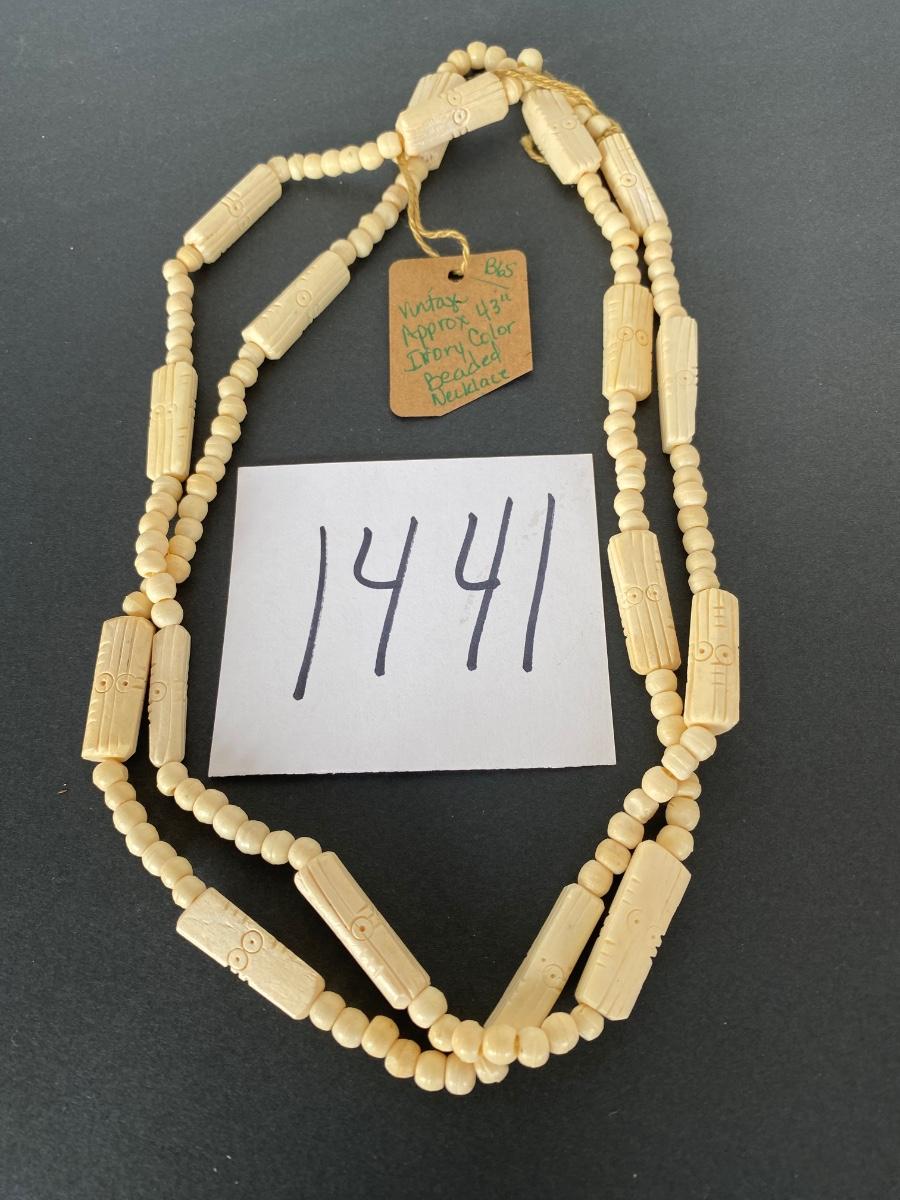 B65
Vintage
Approx 43"
Ivory Color
Beaded
Necklace
1441